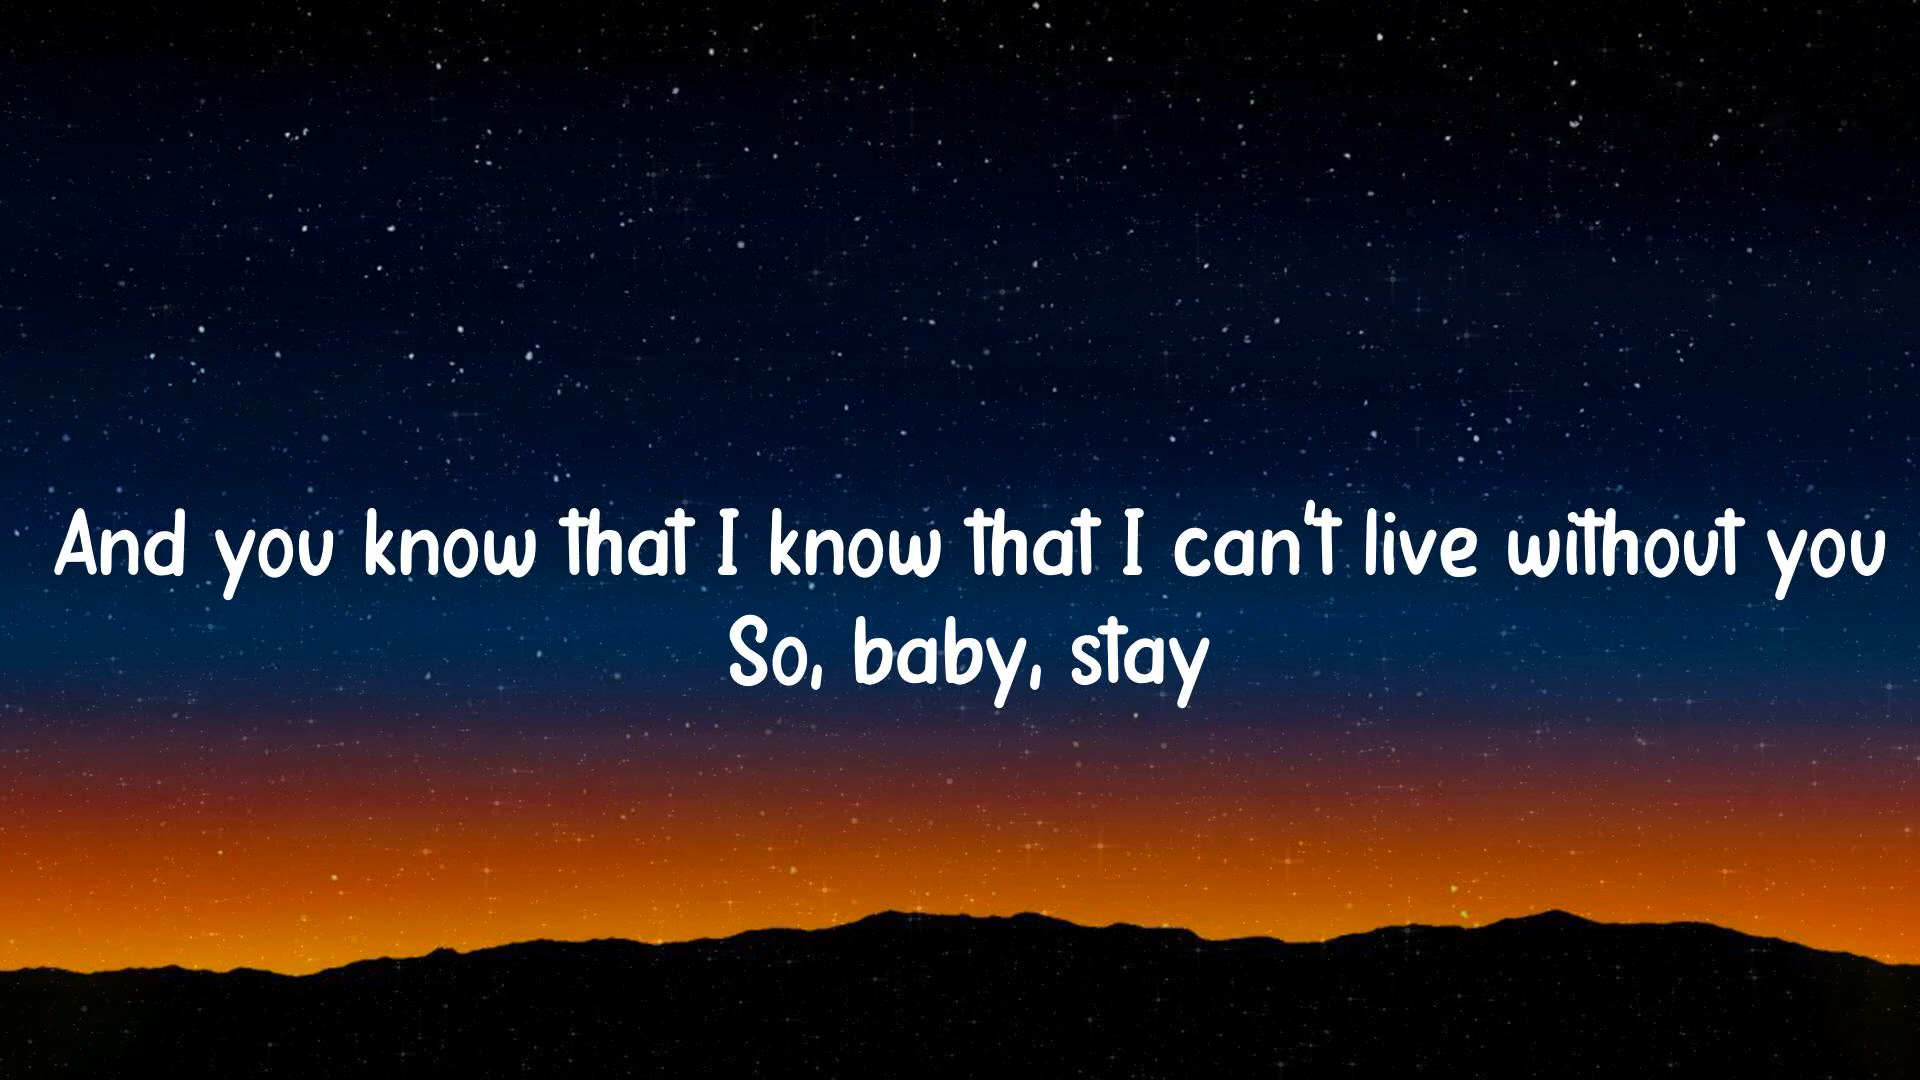 And you know that I know that I can't live without you
So, baby, stay